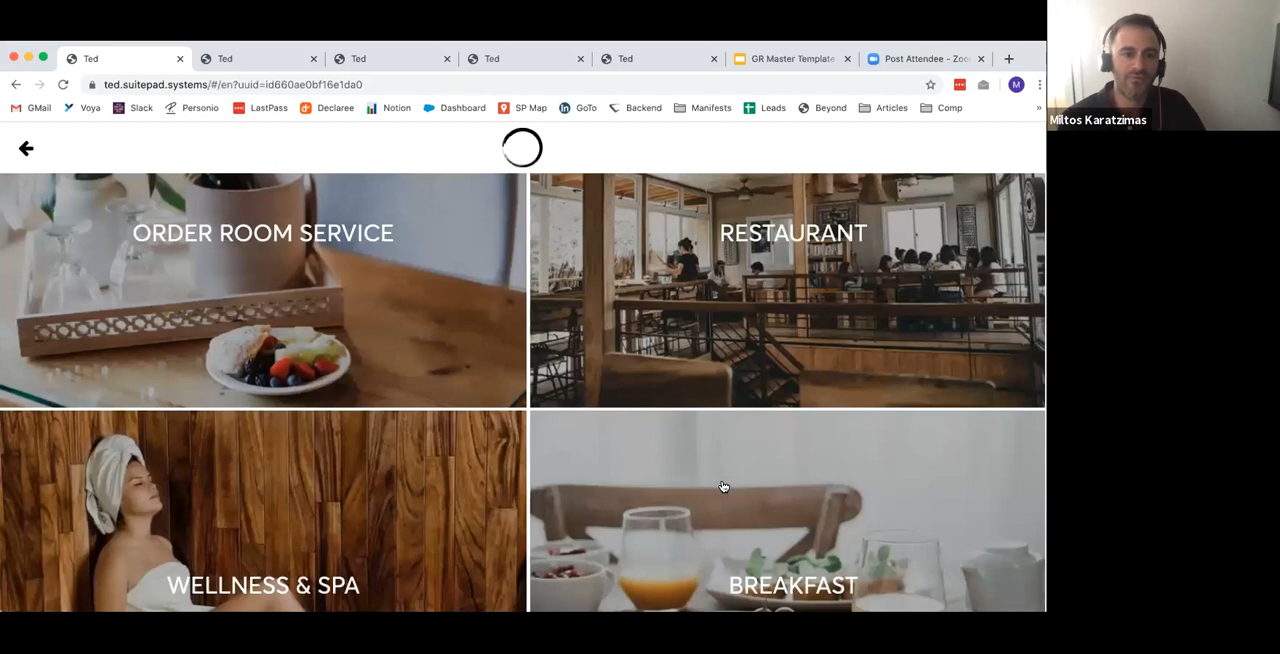 Ted
Ted
Ted
Ted
Ted
GR Master Template
Post Attendee - Zoo
ted.suitepad.systems/#/en?uuid=id660ae0bf16e1da0
M
GMail
Voya
Slack
Personio
LastPass
Declaree
Notion
Dashboard
SP Map
GoTo
Backend
Manifests
Leads
Beyond
Articles
Comp
»
Miltos Karatzimas
ORDER ROOM SERVICE
RESTAURANT
WELLNESS & SPA
BREAKFAST